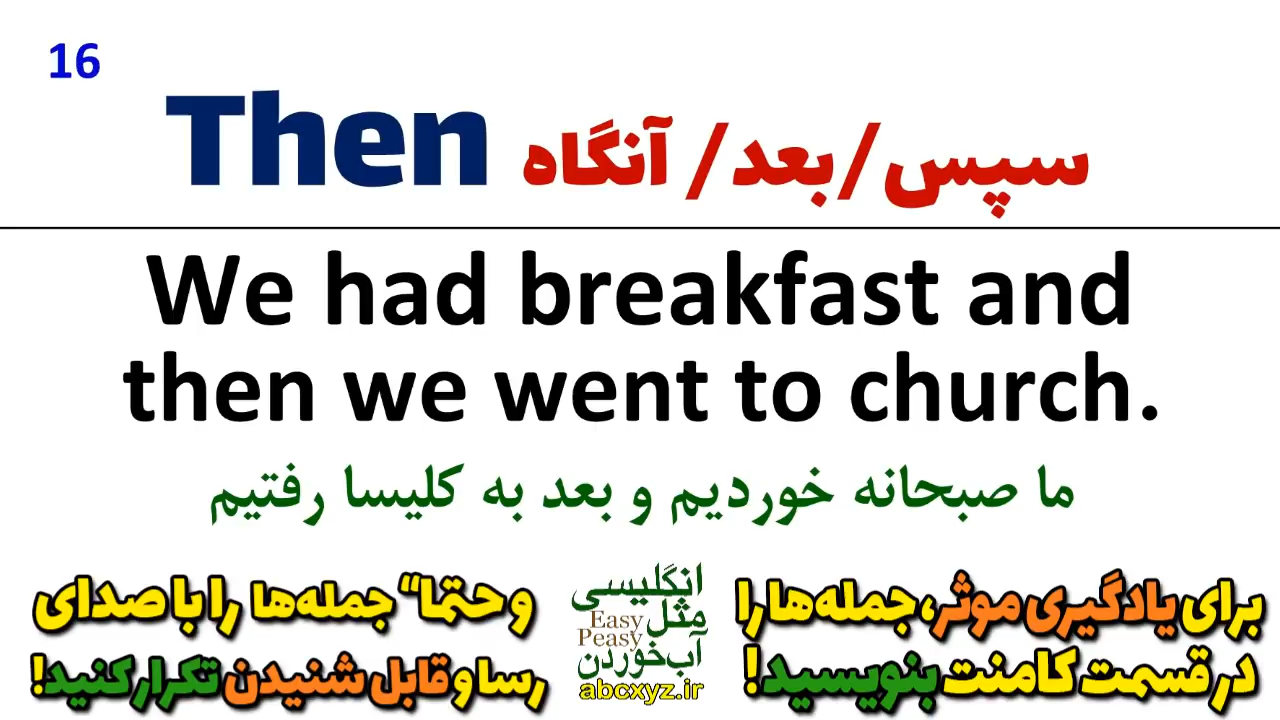 16
Then سپس/بعد/ آنگاه
We had breakfast and
then we went to church.
ما صبحانه خوردیم و بعد به کلیسا رفتیم
برای یادگیری موثر، جمله‌ها را
در قسمت کامنت بنویسید!
انگلیسی
مثل Easy
Peasy
آب خوردن
abcxyz.ir
و حتما“ جمله‌ها را با صدای
رسا و قابل شنیدن تکرار کنید!